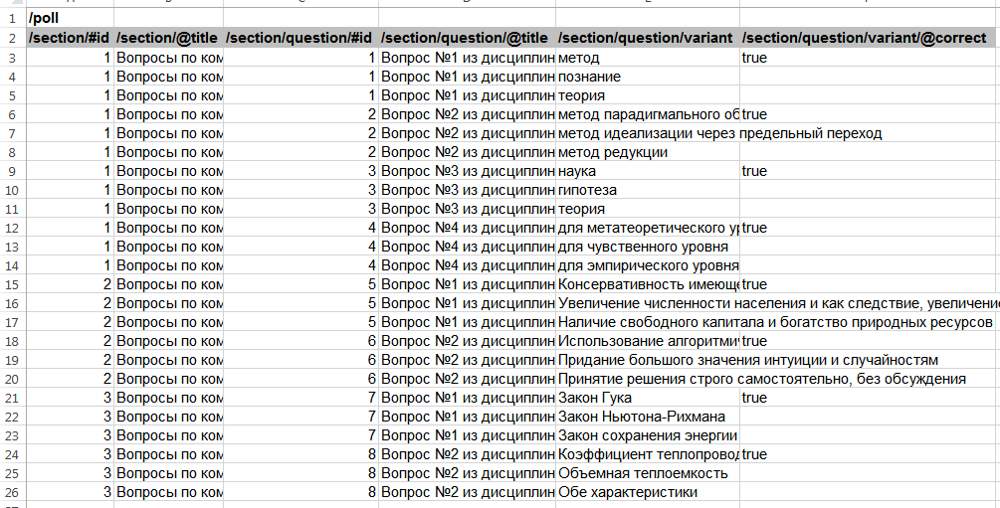 1 /poll
2 /section/#id /section/@title /section/question/#id /section/question/@title /section/question/variant /section/question/variant/@correct
3 1 Вопросы по ком 1 Вопрос №1 из дисциплин метод true
4 1 Вопросы по ком 1 Вопрос №1 из дисциплин познание
5 1 Вопросы по ком 1 Вопрос №1 из дисциплин теория
6 1 Вопросы по ком 2 Вопрос №2 из дисциплин метод парадигмального об true
7 1 Вопросы по ком 2 Вопрос №2 из дисциплин метод идеализации через предельный переход
8 1 Вопросы по ком 2 Вопрос №2 из дисциплин метод редукции
9 1 Вопросы по ком 3 Вопрос №3 из дисциплин наука true
10 1 Вопросы по ком 3 Вопрос №3 из дисциплин гипотеза
11 1 Вопросы по ком 3 Вопрос №3 из дисциплин теория
12 1 Вопросы по ком 4 Вопрос №4 из дисциплин для метатеоретического ур true
13 1 Вопросы по ком 4 Вопрос №4 из дисциплин для чувственного уровня
14 1 Вопросы по ком 4 Вопрос №4 из дисциплин для эмпирического уровня
15 2 Вопросы по ком 5 Вопрос №1 из дисциплин Консервативность имеюще true
16 2 Вопросы по ком 5 Вопрос №1 из дисциплин Увеличение численности населения и как следствие, увеличени
17 2 Вопросы по ком 5 Вопрос №1 из дисциплин Наличие свободного капитала и богатство природных ресурсов
18 2 Вопросы по ком 6 Вопрос №2 из дисциплин Использование алгоритми true
19 2 Вопросы по ком 6 Вопрос №2 из дисциплин Придание большого значения интуиции и случайностям
20 2 Вопросы по ком 6 Вопрос №2 из дисциплин Принятие решения строго самостоятельно, без обсуждения
21 3 Вопросы по ком 7 Вопрос №1 из дисциплин Закон Гука true
22 3 Вопросы по ком 7 Вопрос №1 из дисциплин Закон Ньютона-Рихмана
23 3 Вопросы по ком 7 Вопрос №1 из дисциплин Закон сохранения энергии
24 3 Вопросы по ком 8 Вопрос №2 из дисциплин Коэффициент теплопровод true
25 3 Вопросы по ком 8 Вопрос №2 из дисциплин Объемная теплоемкость
26 3 Вопросы по ком 8 Вопрос №2 из дисциплин Обе характеристики